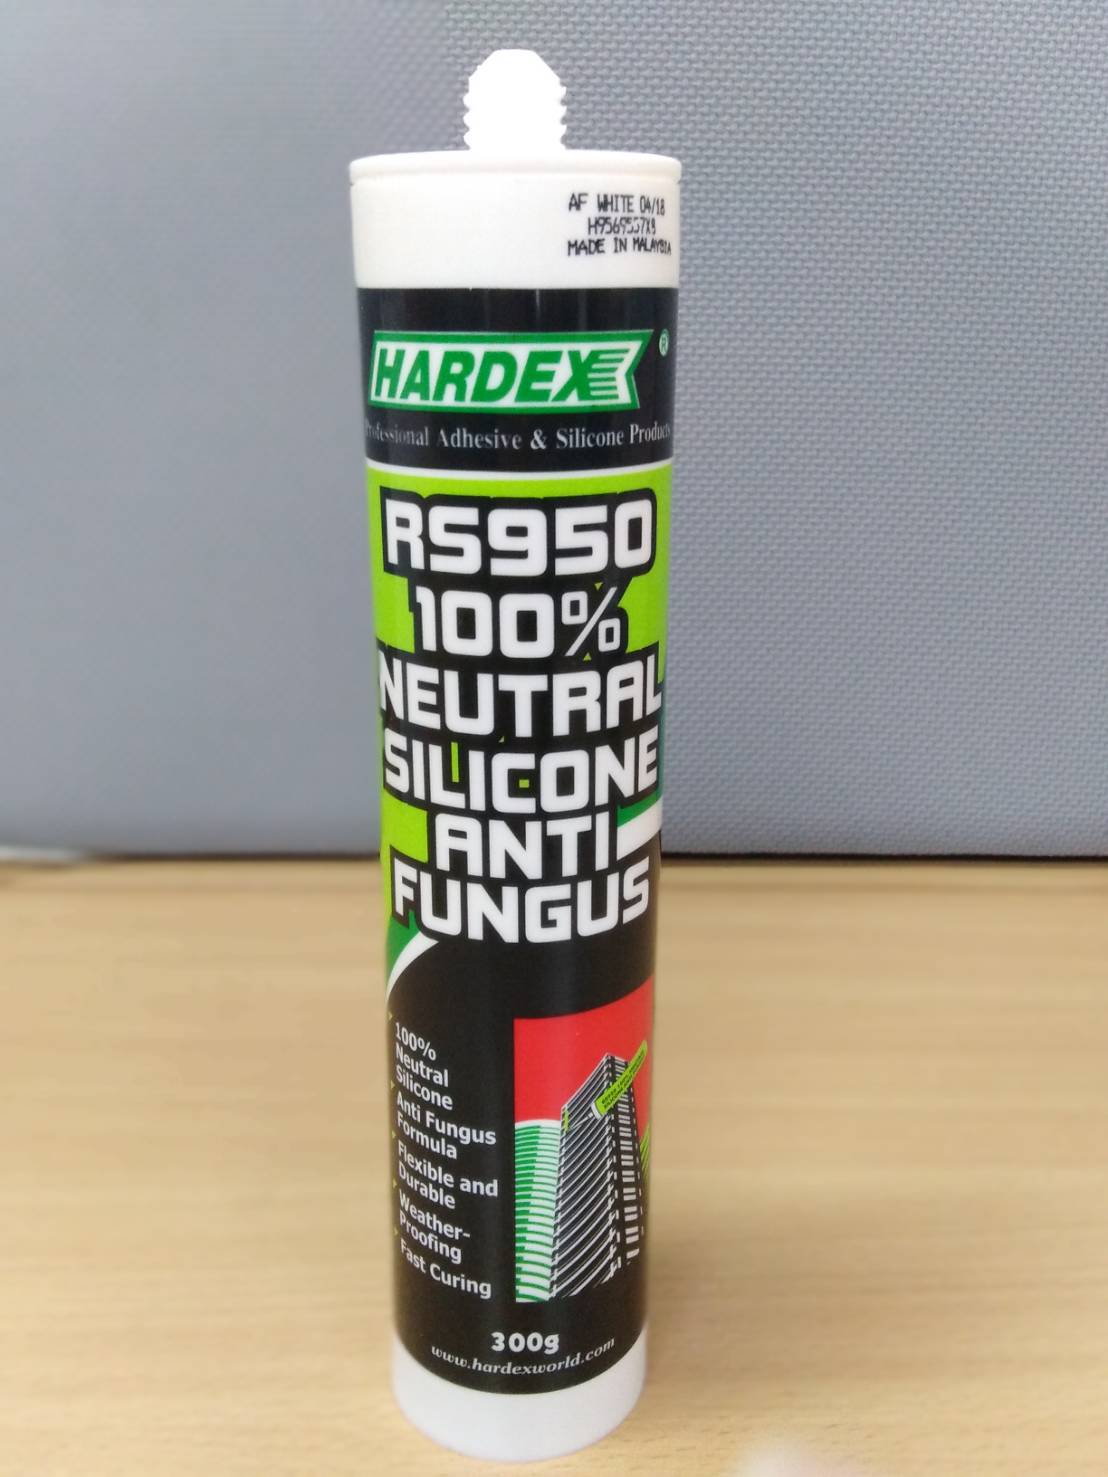 AF WHITE 04/18
MADE IN MALAYSIA
HARDEX®
Professional Adhesive & Silicone Products
RS950
100%
NEUTRAL
SILICONE
ANTI
FUNGUS
100%
Neutral
Silicone
Anti Fungus
Formula
Flexible and
Durable
Weather-
Proofing
Fast Curing
300g
www.hardexworld.com